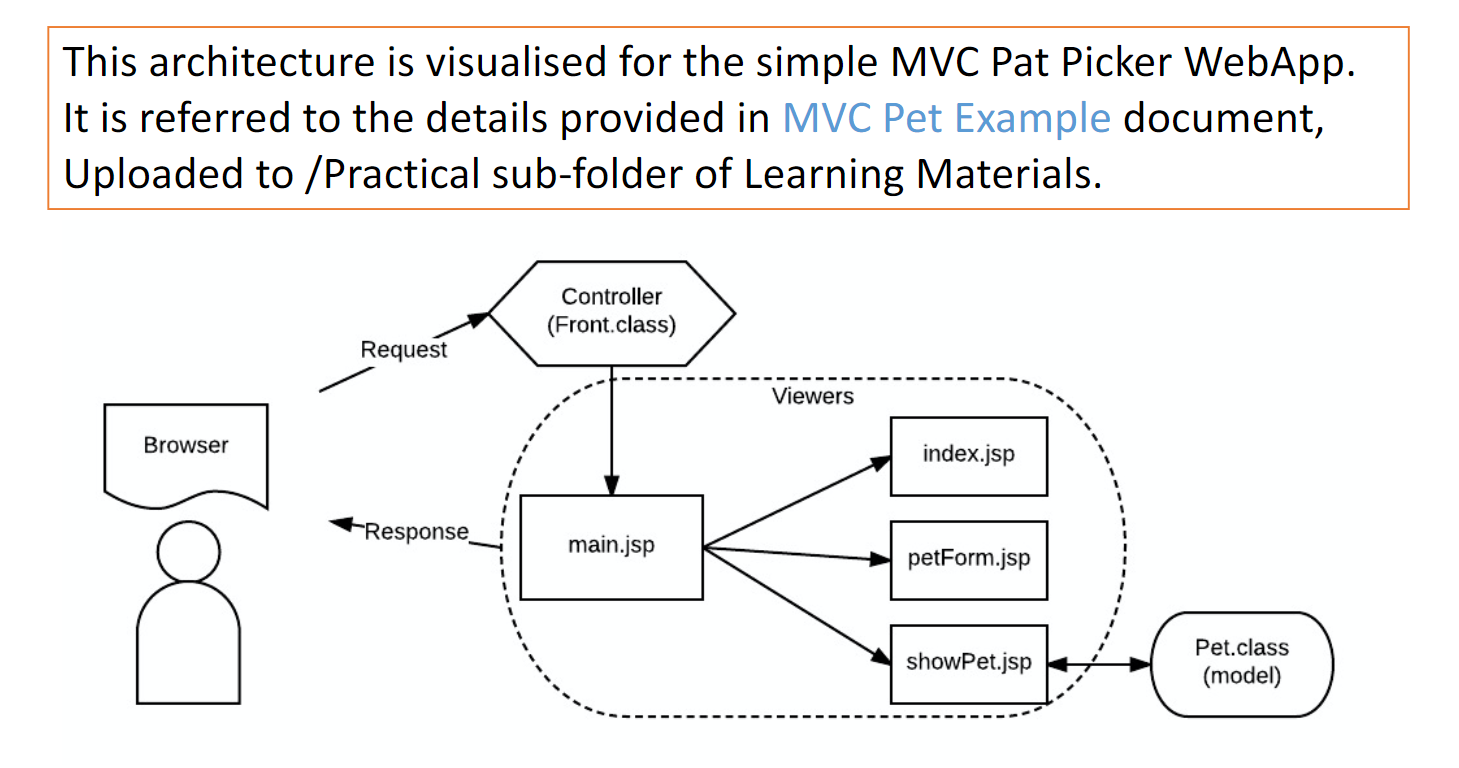 This architecture is visualised for the simple MVC Pat Picker WebApp.
It is referred to the details provided in MVC Pet Example document,
Uploaded to /Practical sub-folder of Learning Materials.
Controller
(Front.class)
Request
Viewers
Browser
index.jsp
Response
main.jsp
petForm.jsp
showPet.jsp
Pet.class
(model)